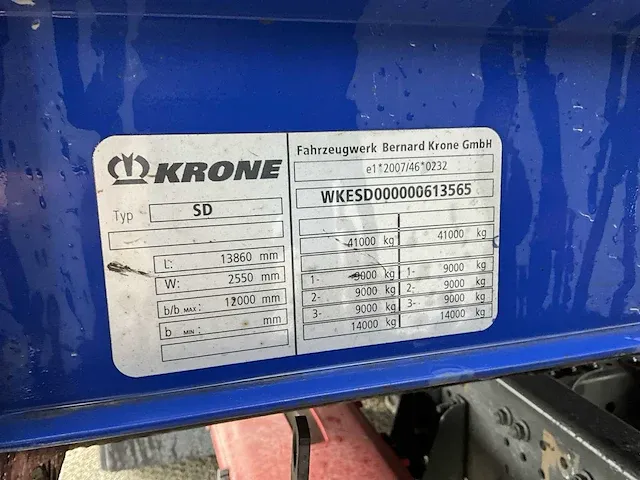 KRONE
Typ SD
L: 13860 mm
W: 2550 mm
b/b MAX: 12000 mm
b MIN: mm
Fahrzeugwerk Bernard Krone GmbH
e1*2007/46*0232
WKESD000000613565
41000 kg 41000 kg
1- 9000 kg 1- 9000 kg
2- 9000 kg 2- 9000 kg
3- 9000 kg 3- 9000 kg
14000 kg 14000 kg